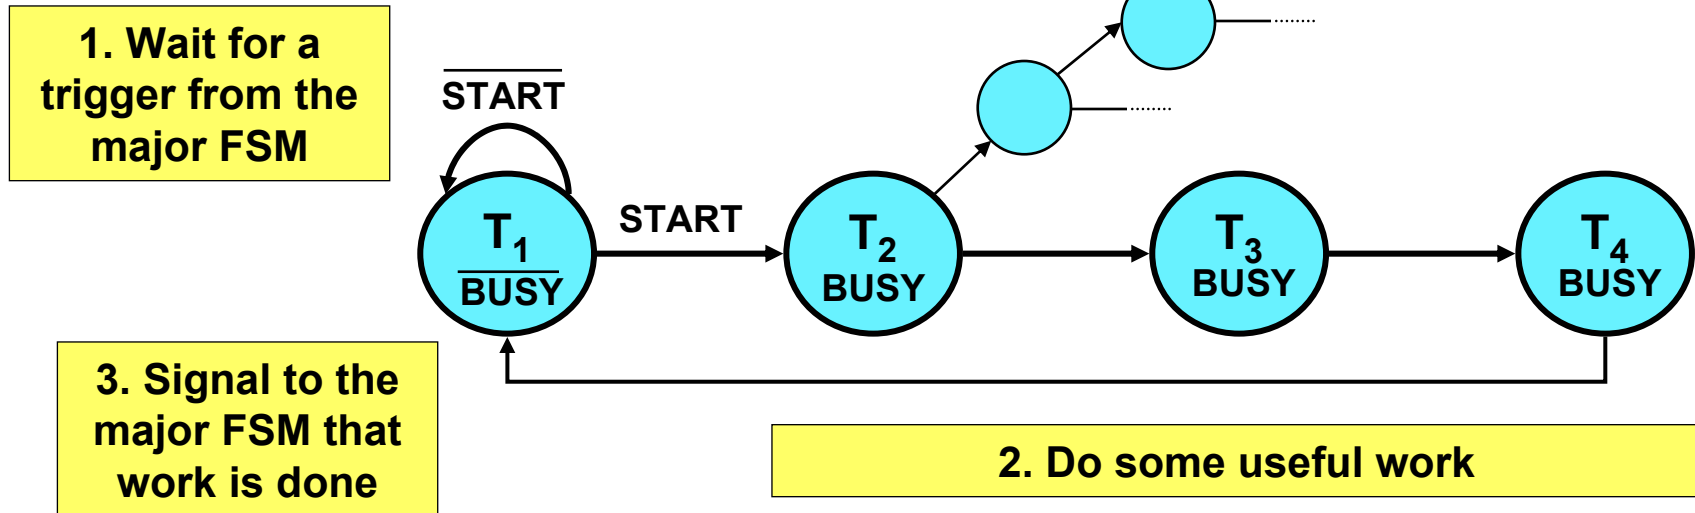 1. Wait for a
trigger from the
major FSM
START
START
T1
BUSY
T2
BUSY
T3
BUSY
T4
BUSY
3. Signal to the
major FSM that
work is done
2. Do some useful work